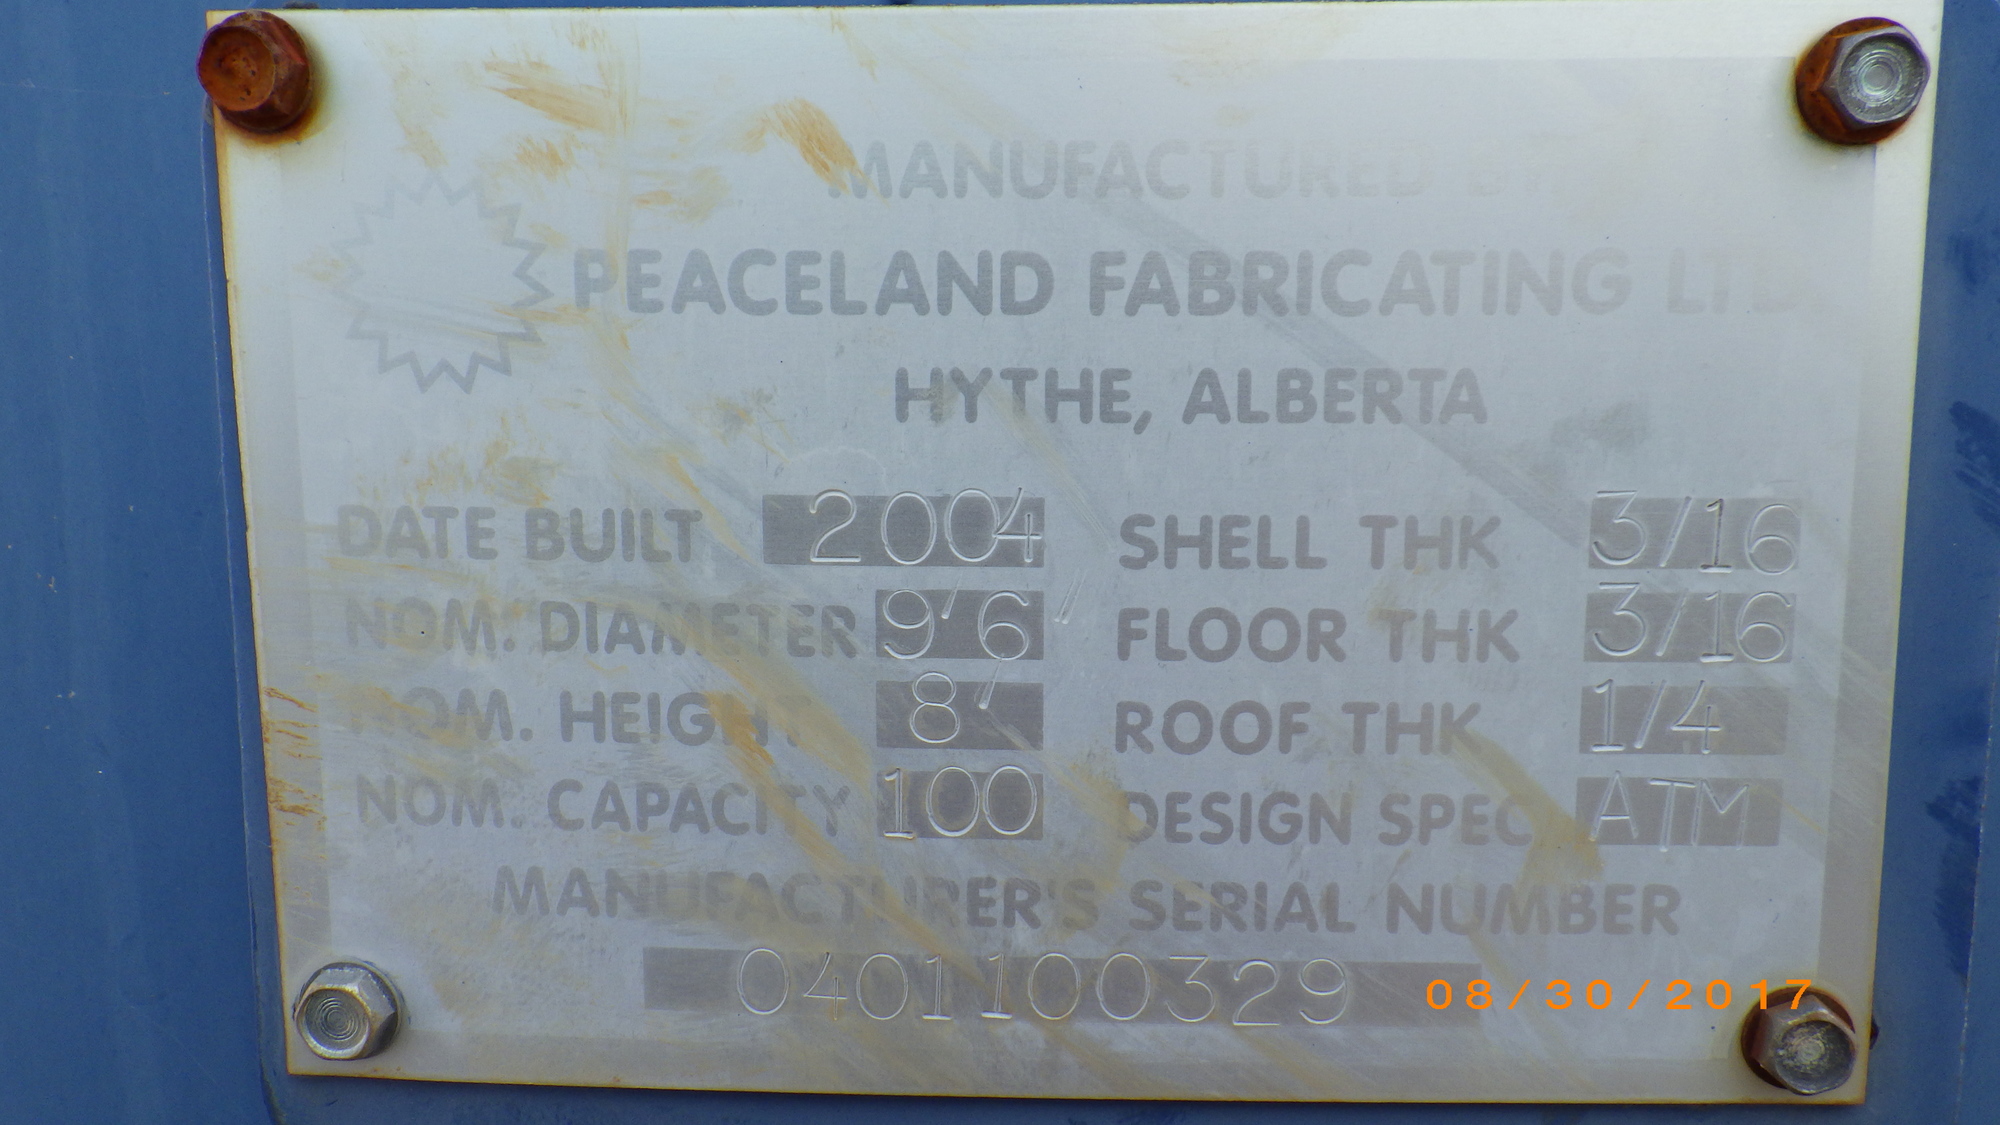 MANUFACTURED BY
PEACELAND FABRICATING LTD
HYTHE, ALBERTA
DATE BUILT 2004 SHELL THK 3/16
NOM. DIAMETER 9'6" FLOOR THK 3/16
NOM. HEIGHT 8' ROOF THK 1/4
NOM. CAPACITY 100 DESIGN SPEC ATM
MANUFACTURER'S SERIAL NUMBER
0401100329
08/30/2017